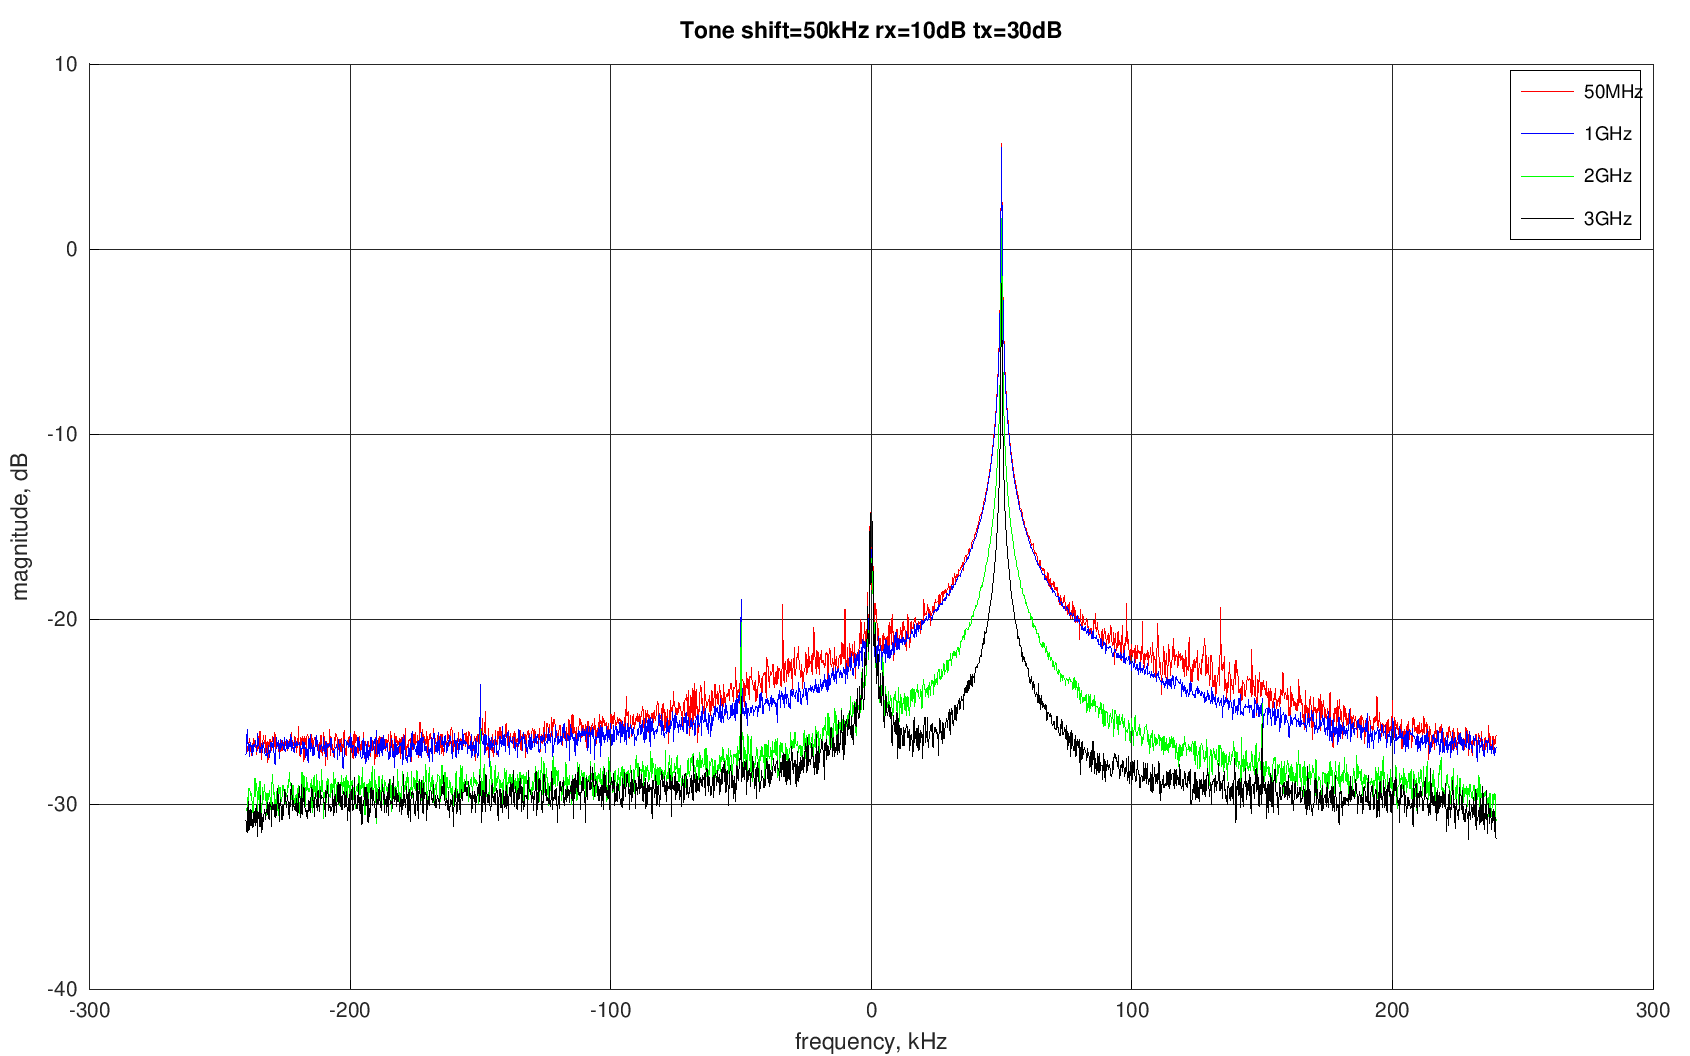 Tone shift=50kHz rx=10dB tx=30dB
10
0
-10
-20
-30
-40
magnitude, dB
50MHz
1GHz
2GHz
3GHz
-300
-200
-100
0
100
200
300
frequency, kHz